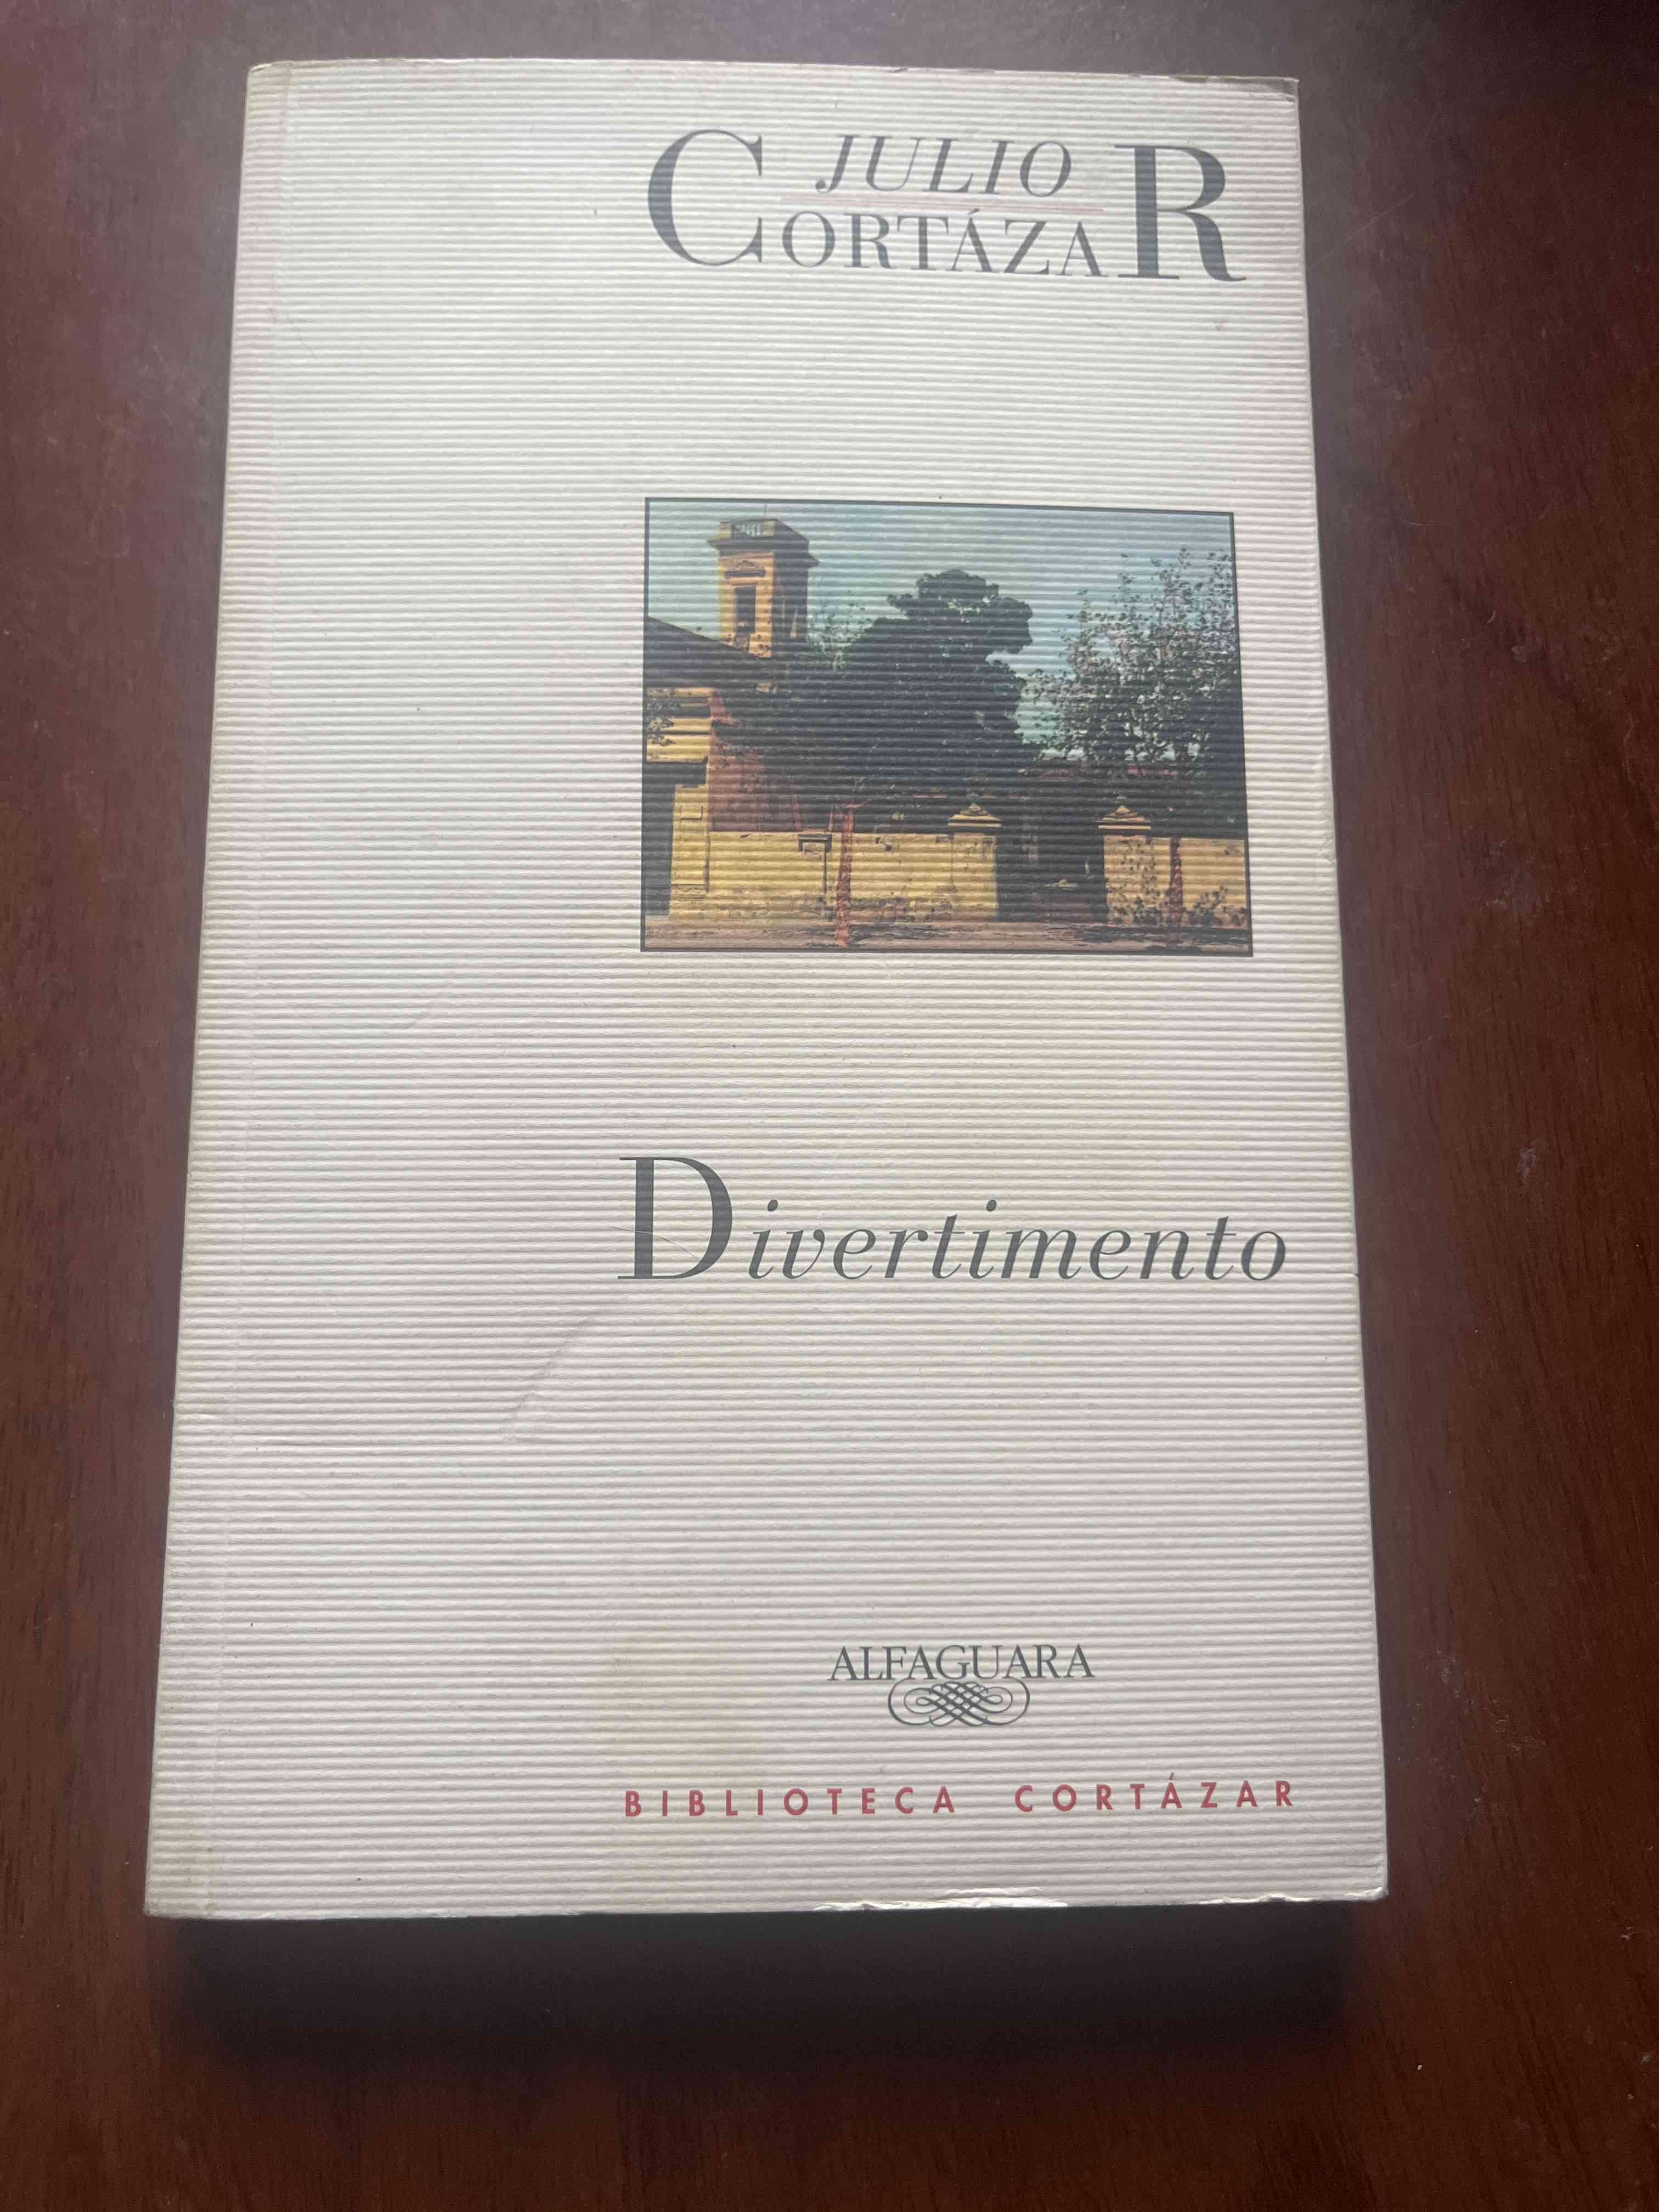 JULIO
CORTÁZAR
Divertimento
ALFAGUARA
BIBLIOTECA CORTÁZAR